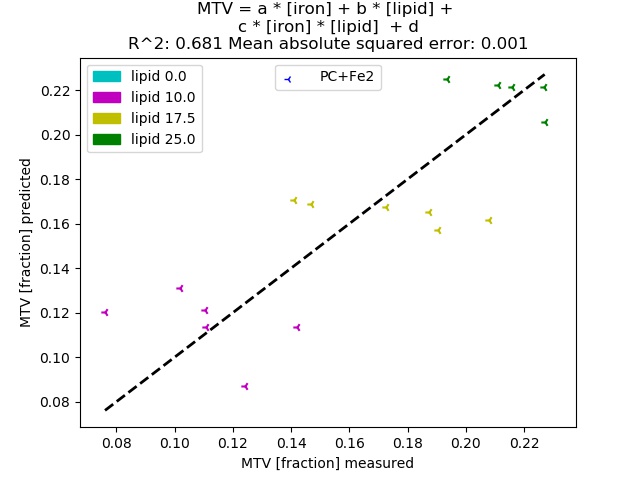 MTV = a * [iron] + b * [lipid] +
c * [iron] * [lipid]  + d
R^2: 0.681 Mean absolute squared error: 0.001
lipid 0.0
lipid 10.0
lipid 17.5
lipid 25.0
PC+Fe2
MTV [fraction] predicted
0.22
0.20
0.18
0.16
0.14
0.12
0.10
0.08
0.08
0.10
0.12
0.14
0.16
0.18
0.20
0.22
MTV [fraction] measured